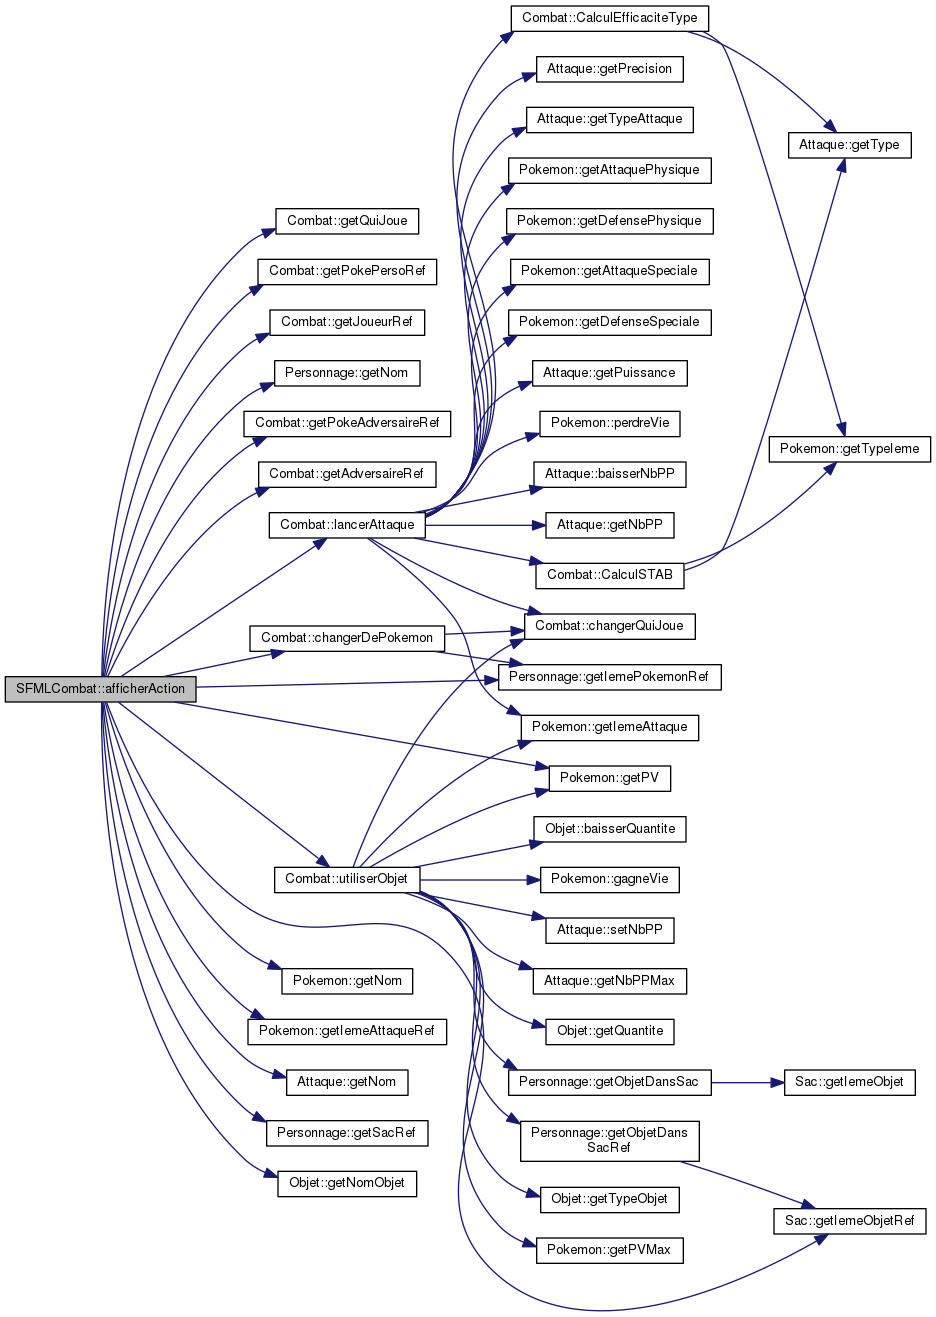 Combat::CalculEfficaciteType
Attaque::getPrecision
Attaque::getTypeAttaque
Attaque::getType
Pokemon::getAttaquePhysique
Combat::getQuiJoue
Pokemon::getDefensePhysique
Combat::getPokePersoRef
Pokemon::getAttaqueSpeciale
Combat::getJoueurRef
Pokemon::getDefenseSpeciale
Personnage::getNom
Attaque::getPuissance
Combat::getPokeAdversaireRef
Pokemon::perdreVie
Pokemon::getTypeIeme
Combat::getAdversaireRef
Attaque::baisserNbPP
Combat::lancerAttaque
Attaque::getNbPP
Combat::CalculSTAB
Combat::changerQuiJoue
Combat::changerDePokemon
Personnage::getIemePokemonRef
SFMLCombat::afficherAction
Pokemon::getIemeAttaque
Pokemon::getPV
Objet::baisserQuantite
Combat::utiliserObjet
Pokemon::gagneVie
Attaque::setNbPP
Pokemon::getNom
Attaque::getNbPPMax
Pokemon::getIemeAttaqueRef
Objet::getQuantite
Attaque::getNom
Personnage::getObjetDansSac
Sac::getIemeObjet
Personnage::getSacRef
Personnage::getObjetDans
SacRef
Objet::getNomObjet
Objet::getTypeObjet
Sac::getIemeObjetRef
Pokemon::getPVMax